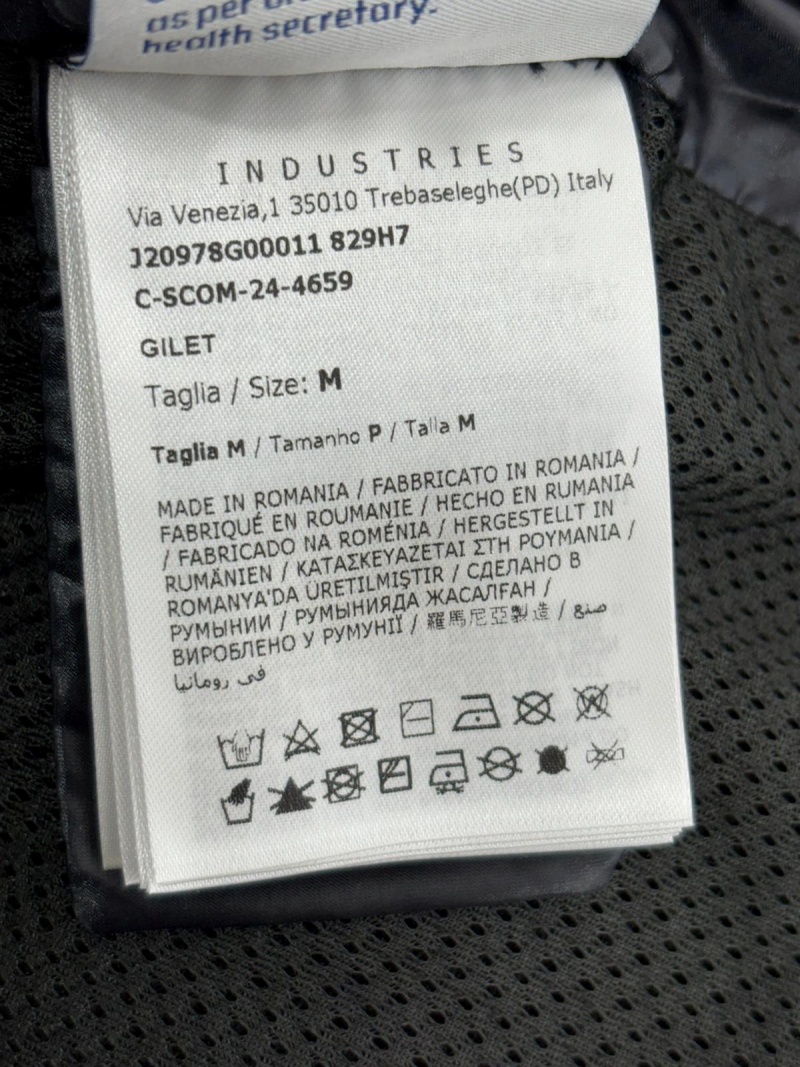 as per
health secretary.
INDUSTRIES
Via Venezia,1 35010 Trebaseleghe(PD) Italy
J20978G00011 829H7
C-SCOM-24-4659
GILET
Taglia / Size: M
Taglia M / Tamanho P / Talla M
MADE IN ROMANIA / FABBRICATO IN ROMANIA /
FABRIQUÉ EN ROUMANIE / HECHO EN RUMANIA
/ FABRICADO NA ROMÉNIA / HERGESTELLT IN
RUMÄNIEN / ΚΑΤΑΣΚΕΥΑΖΕΤΑΙ ΣΤΗ ΡΟΥΜΑΝΙΑ /
ROMANYA'DA ÜRETILMIŞTIR / СДЕЛАНО В
РУМЫНИИ / РУМЫНИЯДА ЖАСАЛҒАН /
ВИРОБЛЕНО У РУМУНІЇ / 羅馬尼亞製造 / صنع
في رومانيا